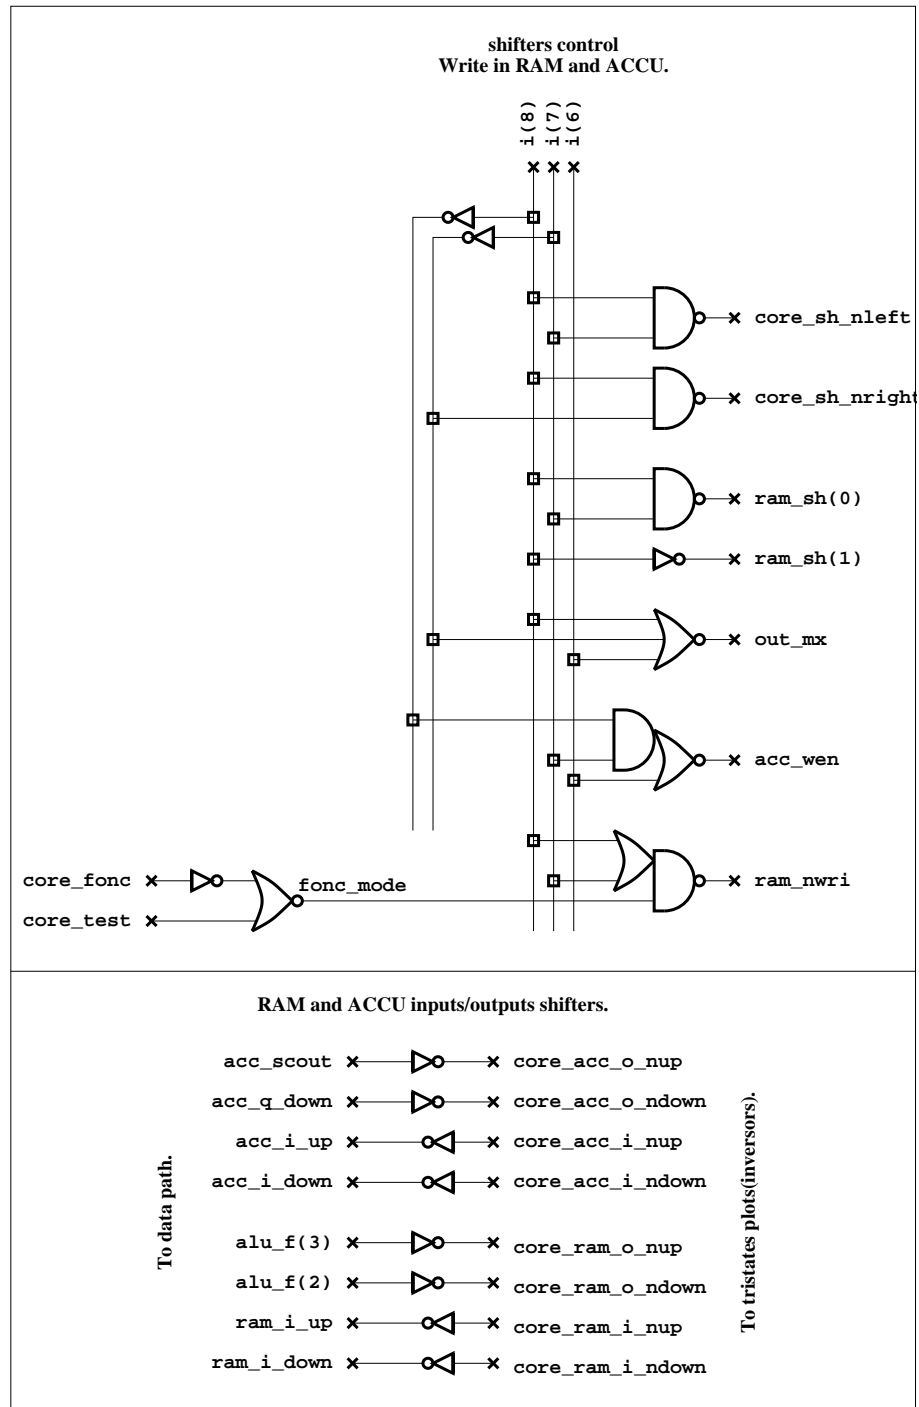 shifters control
Write in RAM and ACCU.
i(8)
i(7)
i(6)
core_sh_nleft
core_sh_nright
ram_sh(0)
ram_sh(1)
out_mx
acc_wen
core_fonc
fonc_mode
ram_nwri
core_test
RAM and ACCU inputs/outputs shifters.
acc_scout core_acc_o_nup
acc_q_down core_acc_o_ndown
acc_i_up core_acc_i_nup
acc_i_down core_acc_i_ndown
alu_f(3) core_ram_o_nup
alu_f(2) core_ram_o_ndown
ram_i_up core_ram_i_nup
ram_i_down core_ram_i_ndown
To data path.
To tristates plots(inversors).